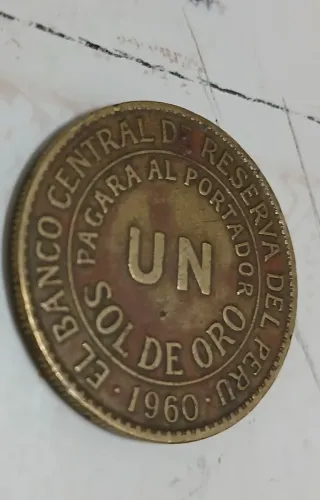 EL BANCO CENTRAL DE RESERVA DEL PERU
PAGARA AL PORTADOR
UN
SOL DE ORO
· 1960 ·